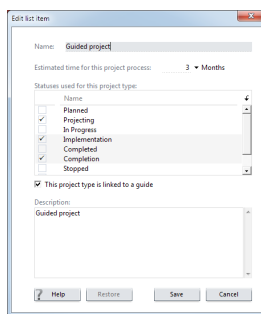 Edit list item
Name: Guided project
Estimated time for this project process: 3 Months
Statuses used for this project type:
Name
Planned
Projecting
In Progress
Implementation
Completed
Completion
Stopped
This project type is linked to a guide
Description:
Guided project
Help Restore Save Cancel